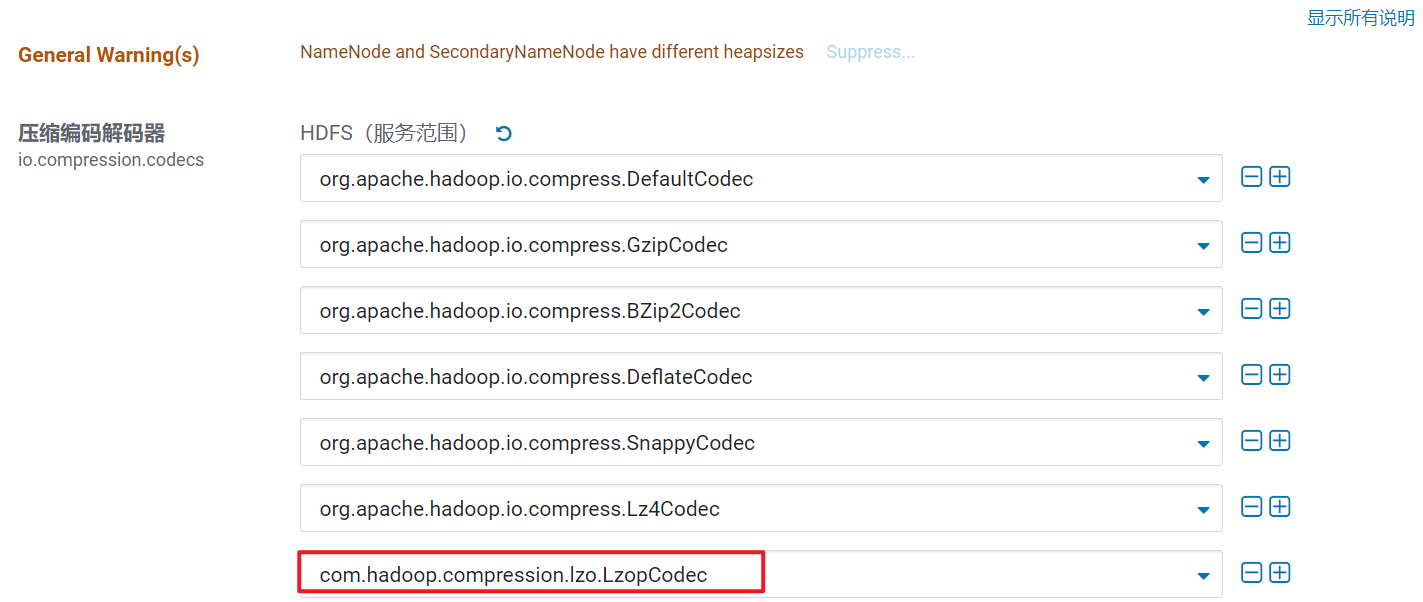 显示所有说明
General Warning(s)
NameNode and SecondaryNameNode have different heapsizes Suppress...
压缩编码解码器
HDFS（服务范围）
io.compression.codecs
org.apache.hadoop.io.compress.DefaultCodec
org.apache.hadoop.io.compress.GzipCodec
org.apache.hadoop.io.compress.BZip2Codec
org.apache.hadoop.io.compress.DeflateCodec
org.apache.hadoop.io.compress.SnappyCodec
org.apache.hadoop.io.compress.Lz4Codec
com.hadoop.compression.lzo.LzopCodec